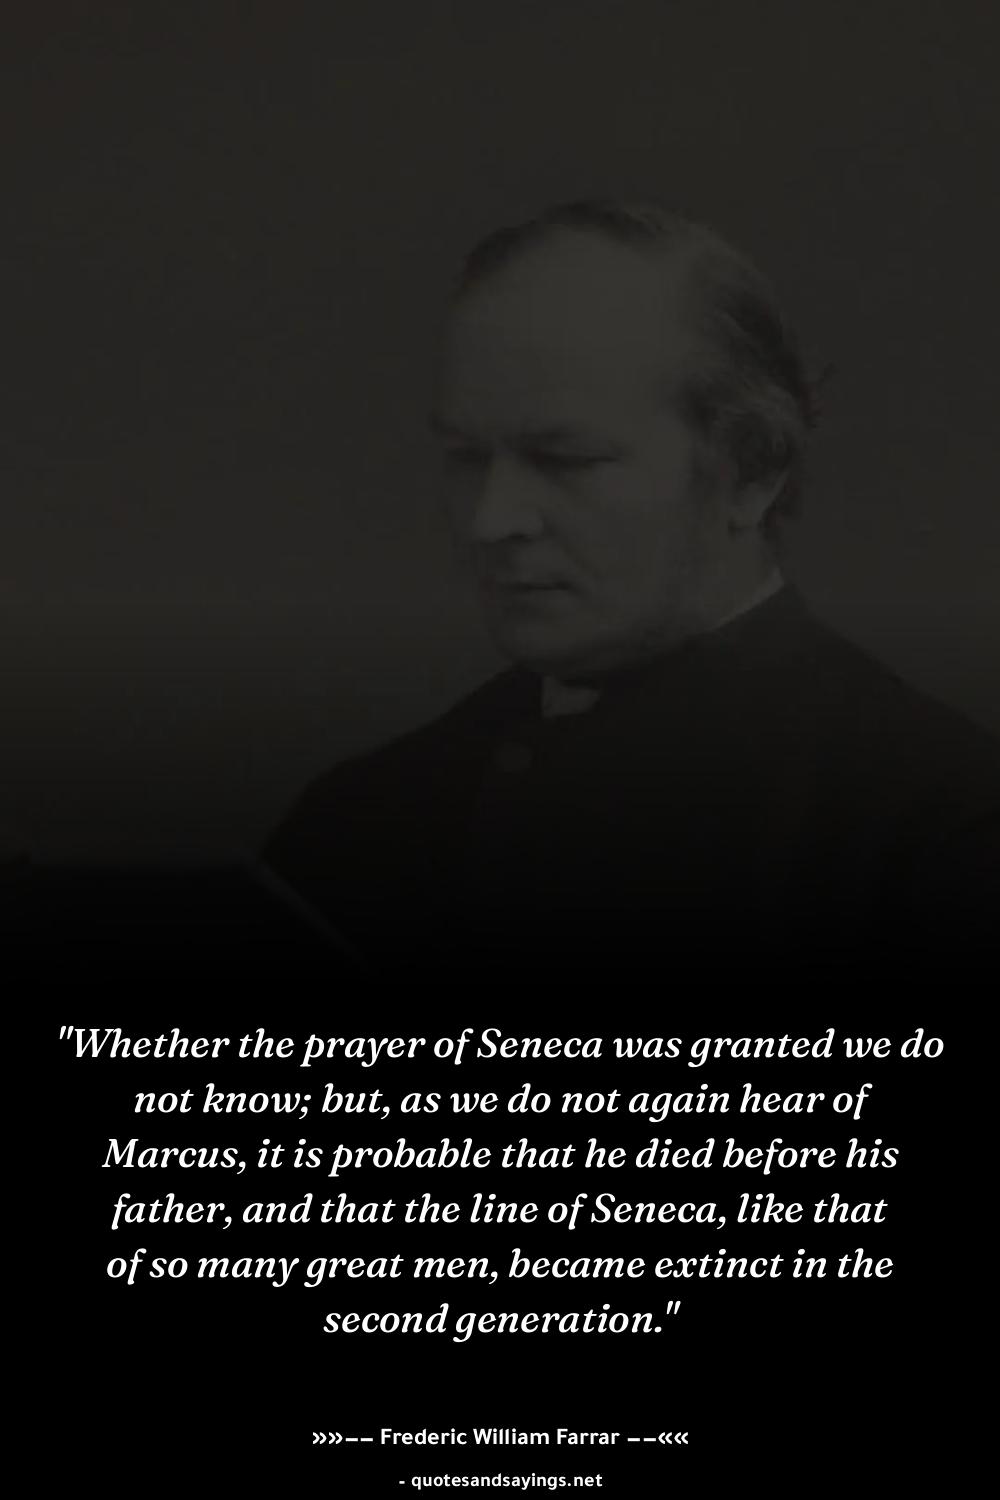 "Whether the prayer of Seneca was granted we do
not know; but, as we do not again hear of
Marcus, it is probable that he died before his
father, and that the line of Seneca, like that
of so many great men, became extinct in the
second generation."
»»−− Frederic William Farrar −−««
- quotesandsayings.net